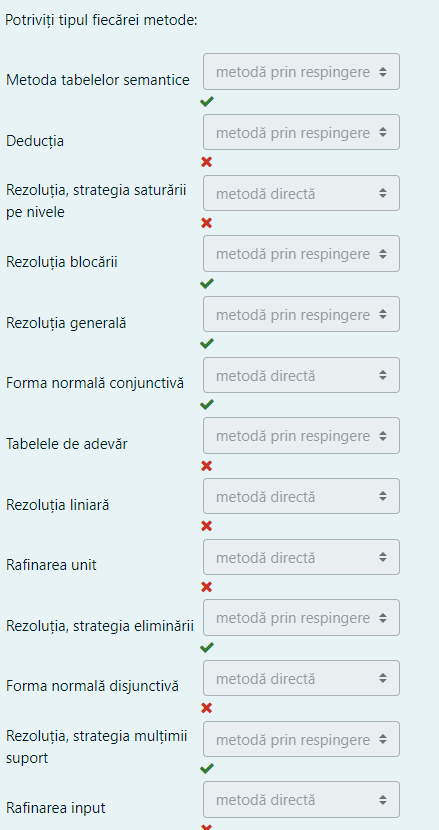 Potriviți tipul fiecărei metode:
Metoda tabelelor semantice
metodă prin respingere
Deducția
metodă prin respingere
Rezoluția, strategia saturării
pe nivele
metodă directă
Rezoluția blocării
metodă prin respingere
Rezoluția generală
metodă prin respingere
Forma normală conjunctivă
metodă directă
Tabelele de adevăr
metodă prin respingere
Rezoluția liniară
metodă directă
Rafinarea unit
metodă directă
Rezoluția, strategia eliminării
metodă prin respingere
Forma normală disjunctivă
metodă directă
Rezoluția, strategia mulțimii
suport
metodă prin respingere
Rafinarea input
metodă directă